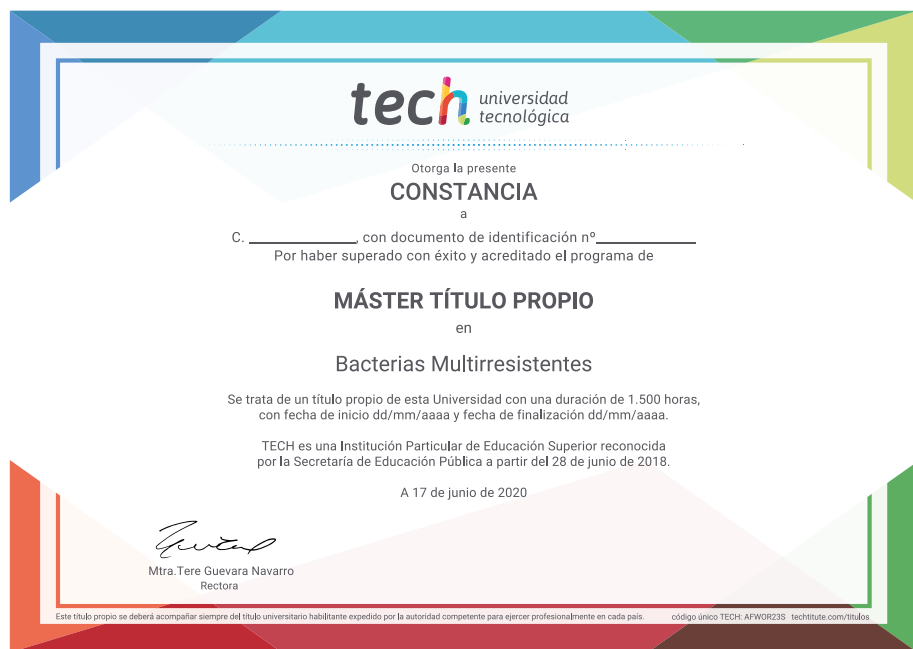 tech universidad
tecnológica
Otorga la presente
CONSTANCIA
a
C. ______________, con documento de identificación nº_____________
Por haber superado con éxito y acreditado el programa de
MÁSTER TÍTULO PROPIO
en
Bacterias Multirresistentes
Se trata de un título propio de esta Universidad con una duración de 1.500 horas,
con fecha de inicio dd/mm/aaaa y fecha de finalización dd/mm/aaaa.
TECH es una Institución Particular de Educación Superior reconocida
por la Secretaría de Educación Pública a partir del 28 de junio de 2018.
A 17 de junio de 2020
Mtra.Tere Guevara Navarro
Rectora
Este título propio se deberá acompañar siempre del título universitario habilitante expedido por la autoridad competente para ejercer profesionalmente en cada país. código único TECH: AFWOR23S techtitute.com/titulos